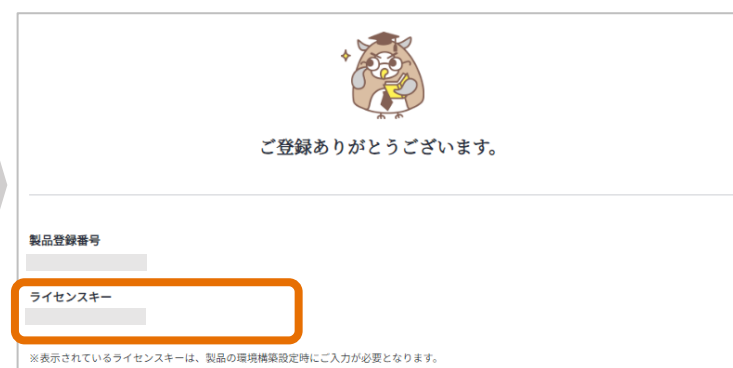 ご登録ありがとうございます。
製品登録番号
ライセンスキー
※表示されているライセンスキーは、製品の環境構築設定時にご入力が必要となります。